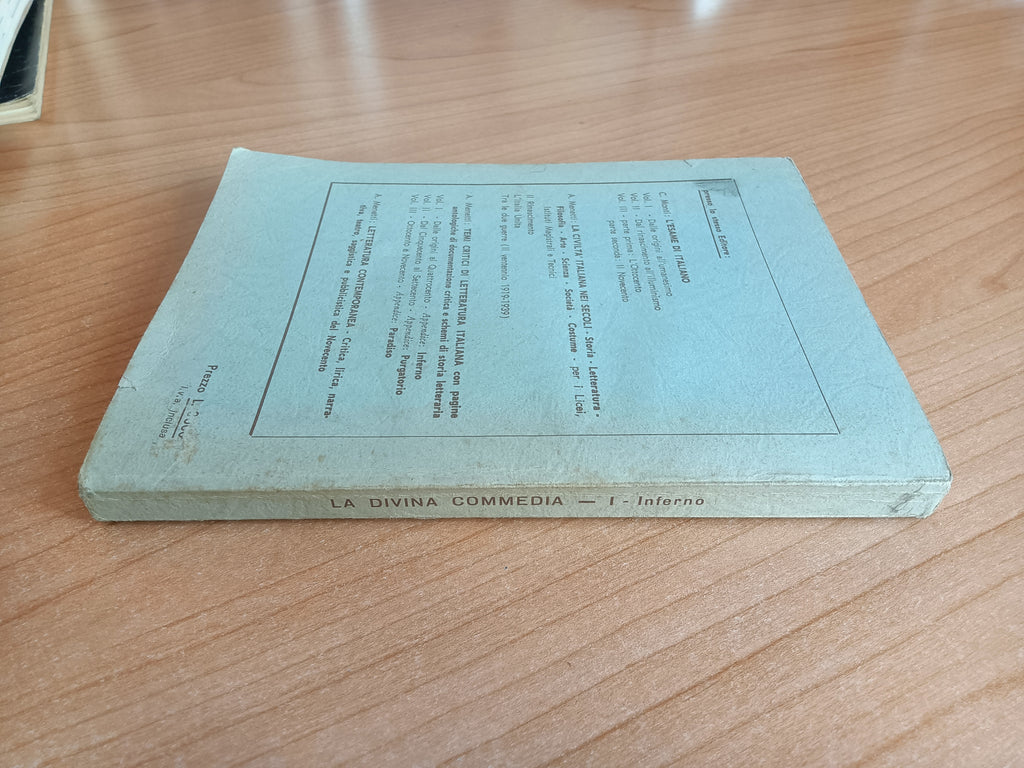 presso lo stesso Editore:
C. Monti: L'ESAME DI ITALIANO
Vol. I - Dalle origini all'umanesimo
Vol. II - Dal rinascimento all'illuminismo
Vol. III - parte prima: L'Ottocento
parte seconda: Il Novecento
A. Menetti: LA CIVILTA' ITALIANA NEI SECOLI - Storia - Letteratura -
Filosofia - Arte - Scienza - Società - Costume - per i Licei,
Istituti Magistrali e Tecnici
Il Rinascimento
L'Italia Unita
Tra le due guerre (Il ventennio 1919-1939)
A. Menetti: TEMI CRITICI DI LETTERATURA ITALIANA con pagine
antologiche di documentazione critica e schemi di storia letteraria
Vol. I - Dalle origini al Quattrocento - Appendice: Inferno
Vol. II - Dal Cinquecento al Settecento - Appendice: Purgatorio
Vol. III - Ottocento e Novecento - Appendice: Paradiso
A. Menetti: LETTERATURA CONTEMPORANEA - Critica, lirica, narra-
tiva, teatro, saggistica e pubblicistica del Novecento
Prezzo L.
i.v.a. inclusa
LA DIVINA COMMEDIA — I - Inferno